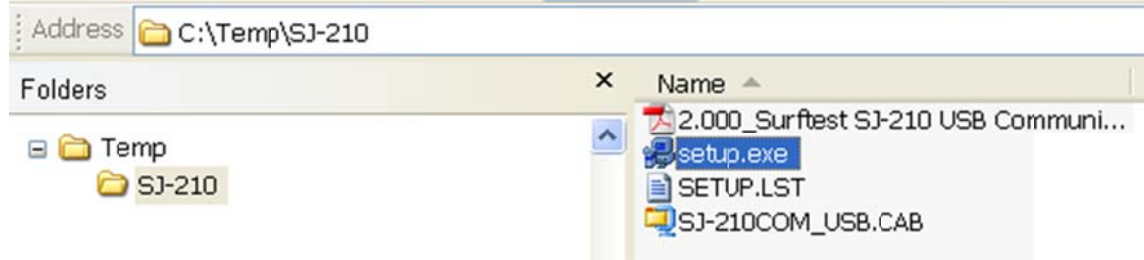 Address C:\Temp\SJ-210
Folders
Name
Temp
SJ-210
2.000_Surftest SJ-210 USB Communi...
setup.exe
SETUP.LST
SJ-210COM_USB.CAB